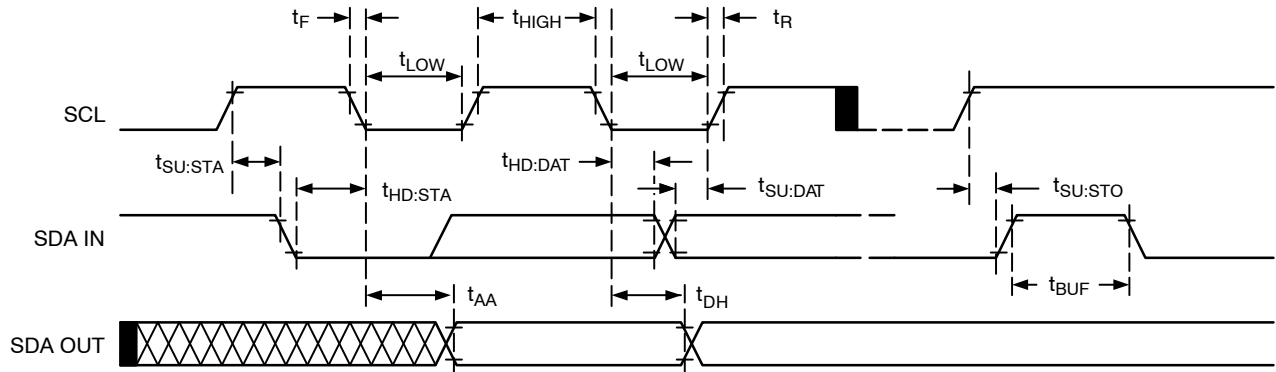 tF
tHIGH
tR
tLOW
tLOW
SCL
tSU:STA
tHD:DAT
tHD:STA
tSU:DAT
tSU:STO
SDA IN
tBUF
tAA
tDH
SDA OUT